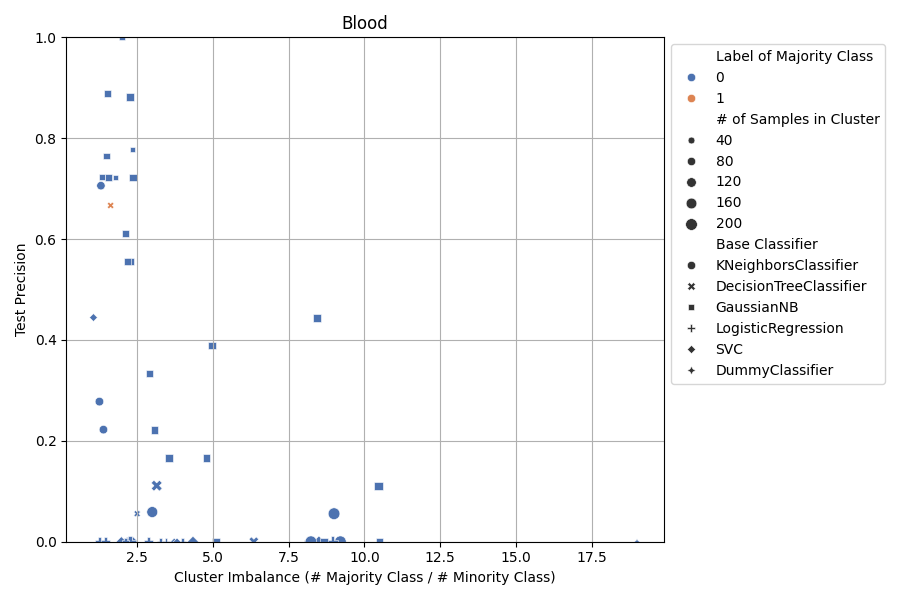 Blood
1.0
0.8
0.6
0.4
0.2
0.0
Test Precision
2.5 5.0 7.5 10.0 12.5 15.0 17.5
Cluster Imbalance (# Majority Class / # Minority Class)
Label of Majority Class
0
1
# of Samples in Cluster
40
80
120
160
200
Base Classifier
KNeighborsClassifier
DecisionTreeClassifier
GaussianNB
LogisticRegression
SVC
DummyClassifier